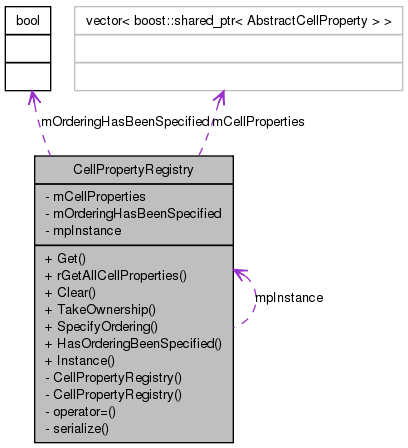 bool
vector< boost::shared_ptr< AbstractCellProperty > >
mOrderingHasBeenSpecified
mCellProperties
CellPropertyRegistry
- mCellProperties
- mOrderingHasBeenSpecified
- mpInstance
+ Get()
+ rGetAllCellProperties()
+ Clear()
+ TakeOwnership()
+ SpecifyOrdering()
+ HasOrderingBeenSpecified()
+ Instance()
- CellPropertyRegistry()
- CellPropertyRegistry()
- operator=()
- serialize()
mpInstance